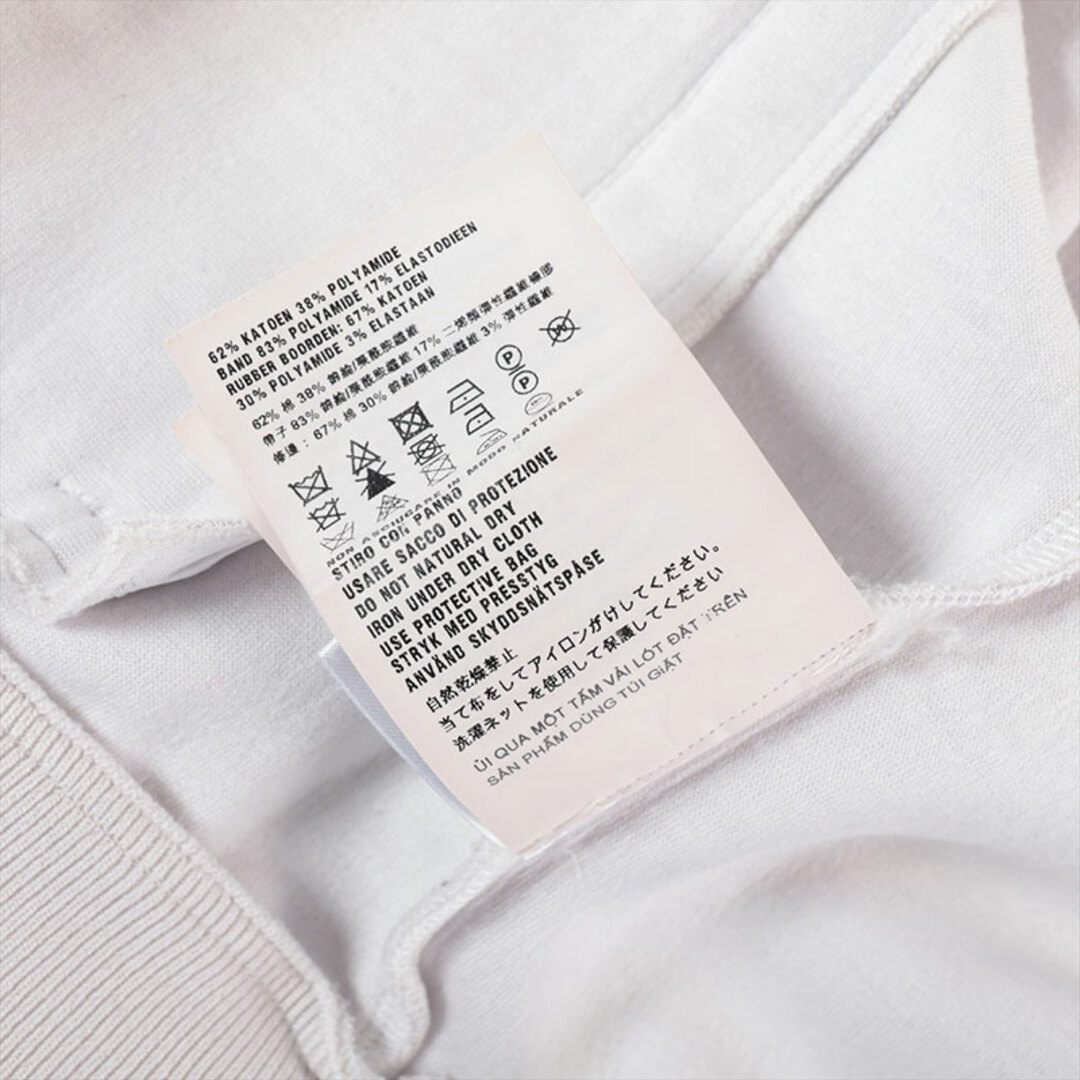 62% KATOEN 38% POLYAMIDE
BAND 83% POLYAMIDE 17% ELASTODIEEN
RUBBER BOORDEN: 67% KATOEN
30% POLYAMIDE 3% ELASTAAN
62% 棉 38% 錦綸/聚酰胺纖維
帶子 83% 錦綸/聚酰胺纖維 17% 二烯類彈性纖維橡膠
修邊：67% 棉 30% 錦綸/聚酰胺纖維 3% 彈性纖維
P
W
P
NON ASCIUGARE IN MODO NATURALE
STIRO CON PANNO
USARE SACCO DI PROTEZIONE
DO NOT NATURAL DRY
IRON UNDER DRY CLOTH
USE PROTECTIVE BAG
STRYK MED PRESSTYG
ANVÄND SKYDDSNÄTSPÅSE
自然乾燥禁止
当て布をしてアイロンがけしてください。
洗濯ネットを使用して保護してください
ỦI QUA MỘT TẤM VẢI LÓT ĐẶT TRÊN
SẢN PHẨM DÙNG TÚI GIẶT